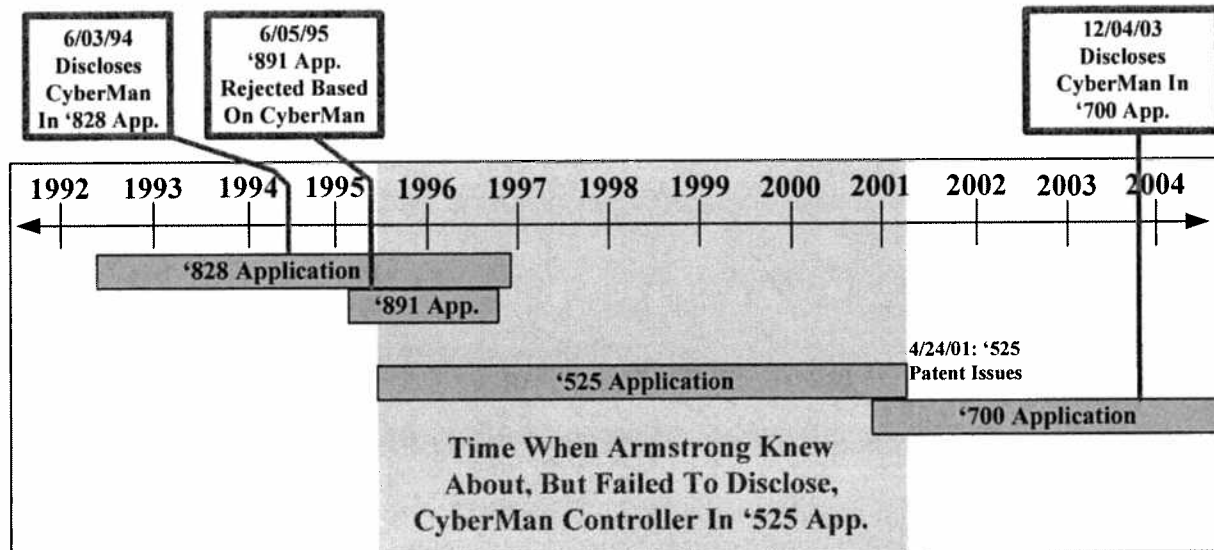 6/03/94
Discloses
CyberMan
In ‘828 App.
6/05/95
‘891 App.
Rejected Based
On CyberMan
12/04/03
Discloses
CyberMan In
‘700 App.
1992 1993 1994 1995 1996 1997 1998 1999 2000 2001 2002 2003 2004
‘828 Application
‘891 App.
‘525 Application
4/24/01: ‘525
Patent Issues
‘700 Application
Time When Armstrong Knew
About, But Failed To Disclose,
CyberMan Controller In ‘525 App.